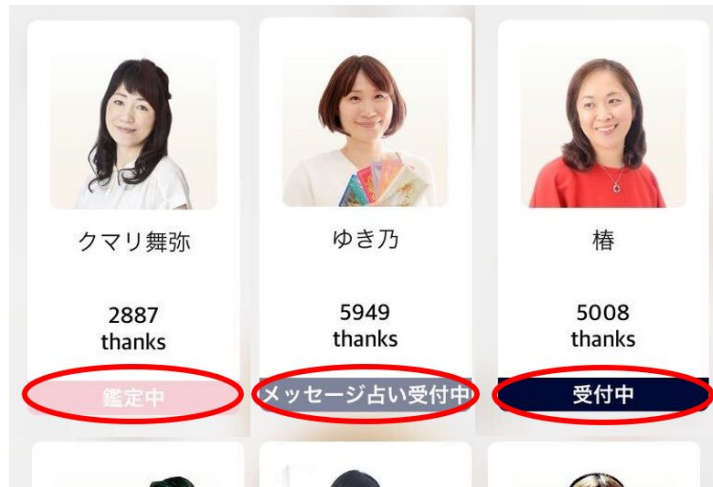 クマリ舞弥
ゆき乃
椿
2887
thanks
5949
thanks
5008
thanks
鑑定中
メッセージ占い受付中
受付中